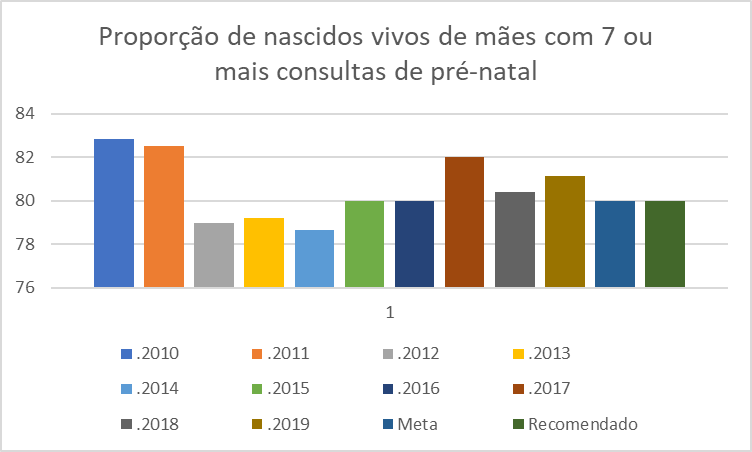 Proporção de nascidos vivos de mães com 7 ou
mais consultas de pré-natal
84
82
80
78
76
1
.2010 .2011 .2012 .2013
.2014 .2015 .2016 .2017
.2018 .2019 Meta Recomendado